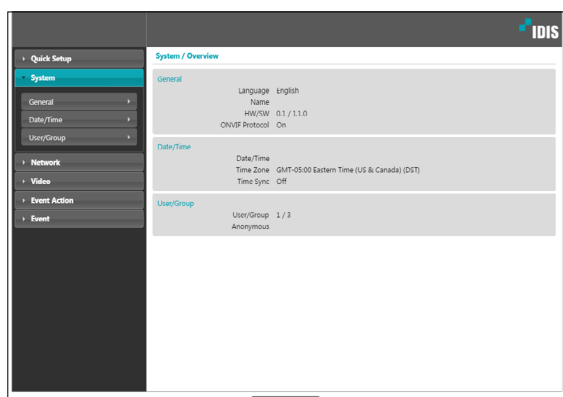 IDIS
Quick Setup
System
General
Date/Time
User/Group
Network
Video
Event Action
Event
System / Overview
General
Language English
Name
HW/SW 0.1 / 1.1.0
ONVIF Protocol On
Date/Time
Date/Time
Time Zone GMT-05:00 Eastern Time (US & Canada) (DST)
Time Sync Off
User/Group
User/Group 1 / 3
Anonymous